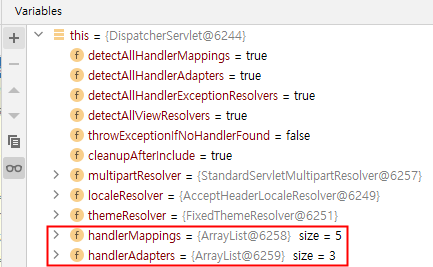 Variables
this = {DispatcherServlet@6244}
detectAllHandlerMappings = true
detectAllHandlerAdapters = true
detectAllHandlerExceptionResolvers = true
detectAllViewResolvers = true
throwExceptionIfNoHandlerFound = false
cleanupAfterInclude = true
multipartResolver = {StandardServletMultipartResolver@6257}
localeResolver = {AcceptHeaderLocaleResolver@6249}
themeResolver = {FixedThemeResolver@6251}
handlerMappings = {ArrayList@6258} size = 5
handlerAdapters = {ArrayList@6259} size = 3